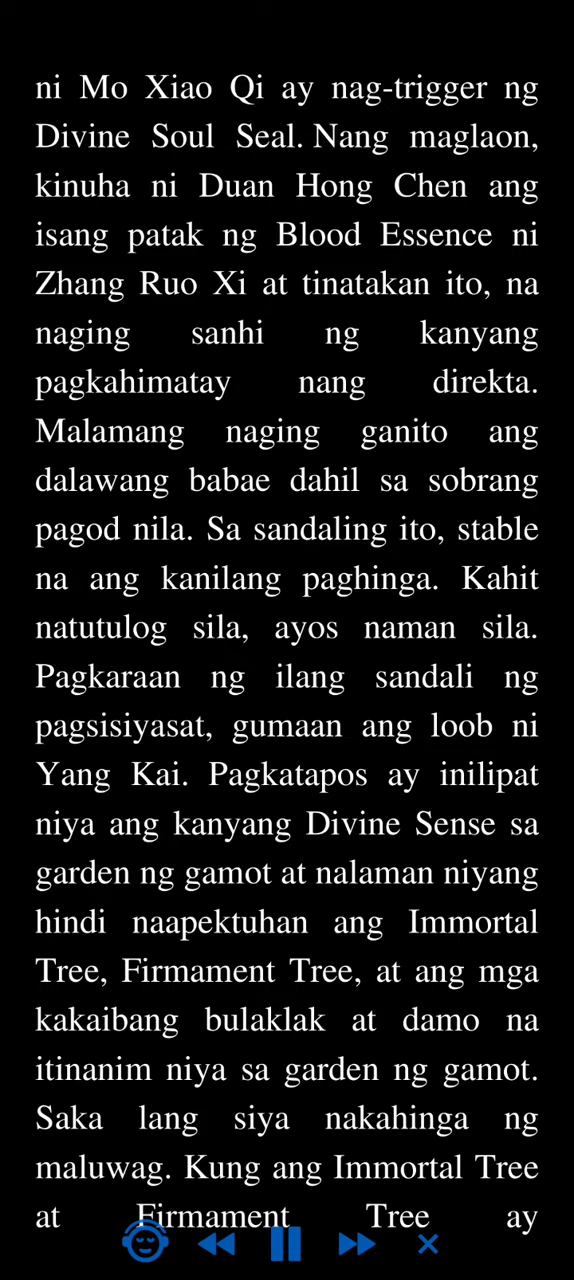 ni Mo Xiao Qi ay nag-trigger ng
Divine Soul Seal. Nang maglaon,
kinuha ni Duan Hong Chen ang
isang patak ng Blood Essence ni
Zhang Ruo Xi at tinatakan ito, na
naging sanhi ng kanyang
pagkahimatay nang direkta.
Malamang naging ganito ang
dalawang babae dahil sa sobrang
pagod nila. Sa sandaling ito, stable
na ang kanilang paghinga. Kahit
natutulog sila, ayos naman sila.
Pagkaraan ng ilang sandali ng
pagsisiyasat, gumaan ang loob ni
Yang Kai. Pagkatapos ay inilipat
niya ang kanyang Divine Sense sa
garden ng gamot at nalaman niyang
hindi naapektuhan ang Immortal
Tree, Firmament Tree, at ang mga
kakaibang bulaklak at damo na
itinanim niya sa garden ng gamot.
Saka lang siya nakahinga ng
maluwag. Kung ang Immortal Tree
at Firmament Tree ay